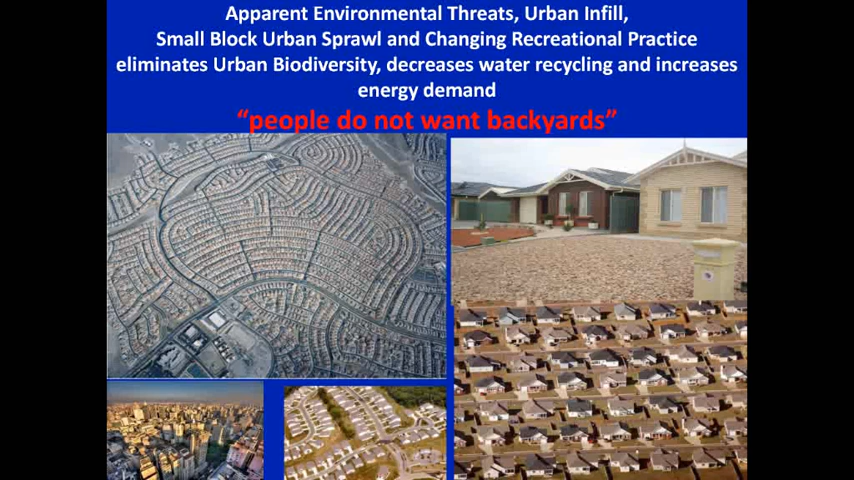 Apparent Environmental Threats, Urban Infill,
Small Block Urban Sprawl and Changing Recreational Practice
eliminates Urban Biodiversity, decreases water recycling and increases
energy demand
“people do not want backyards”